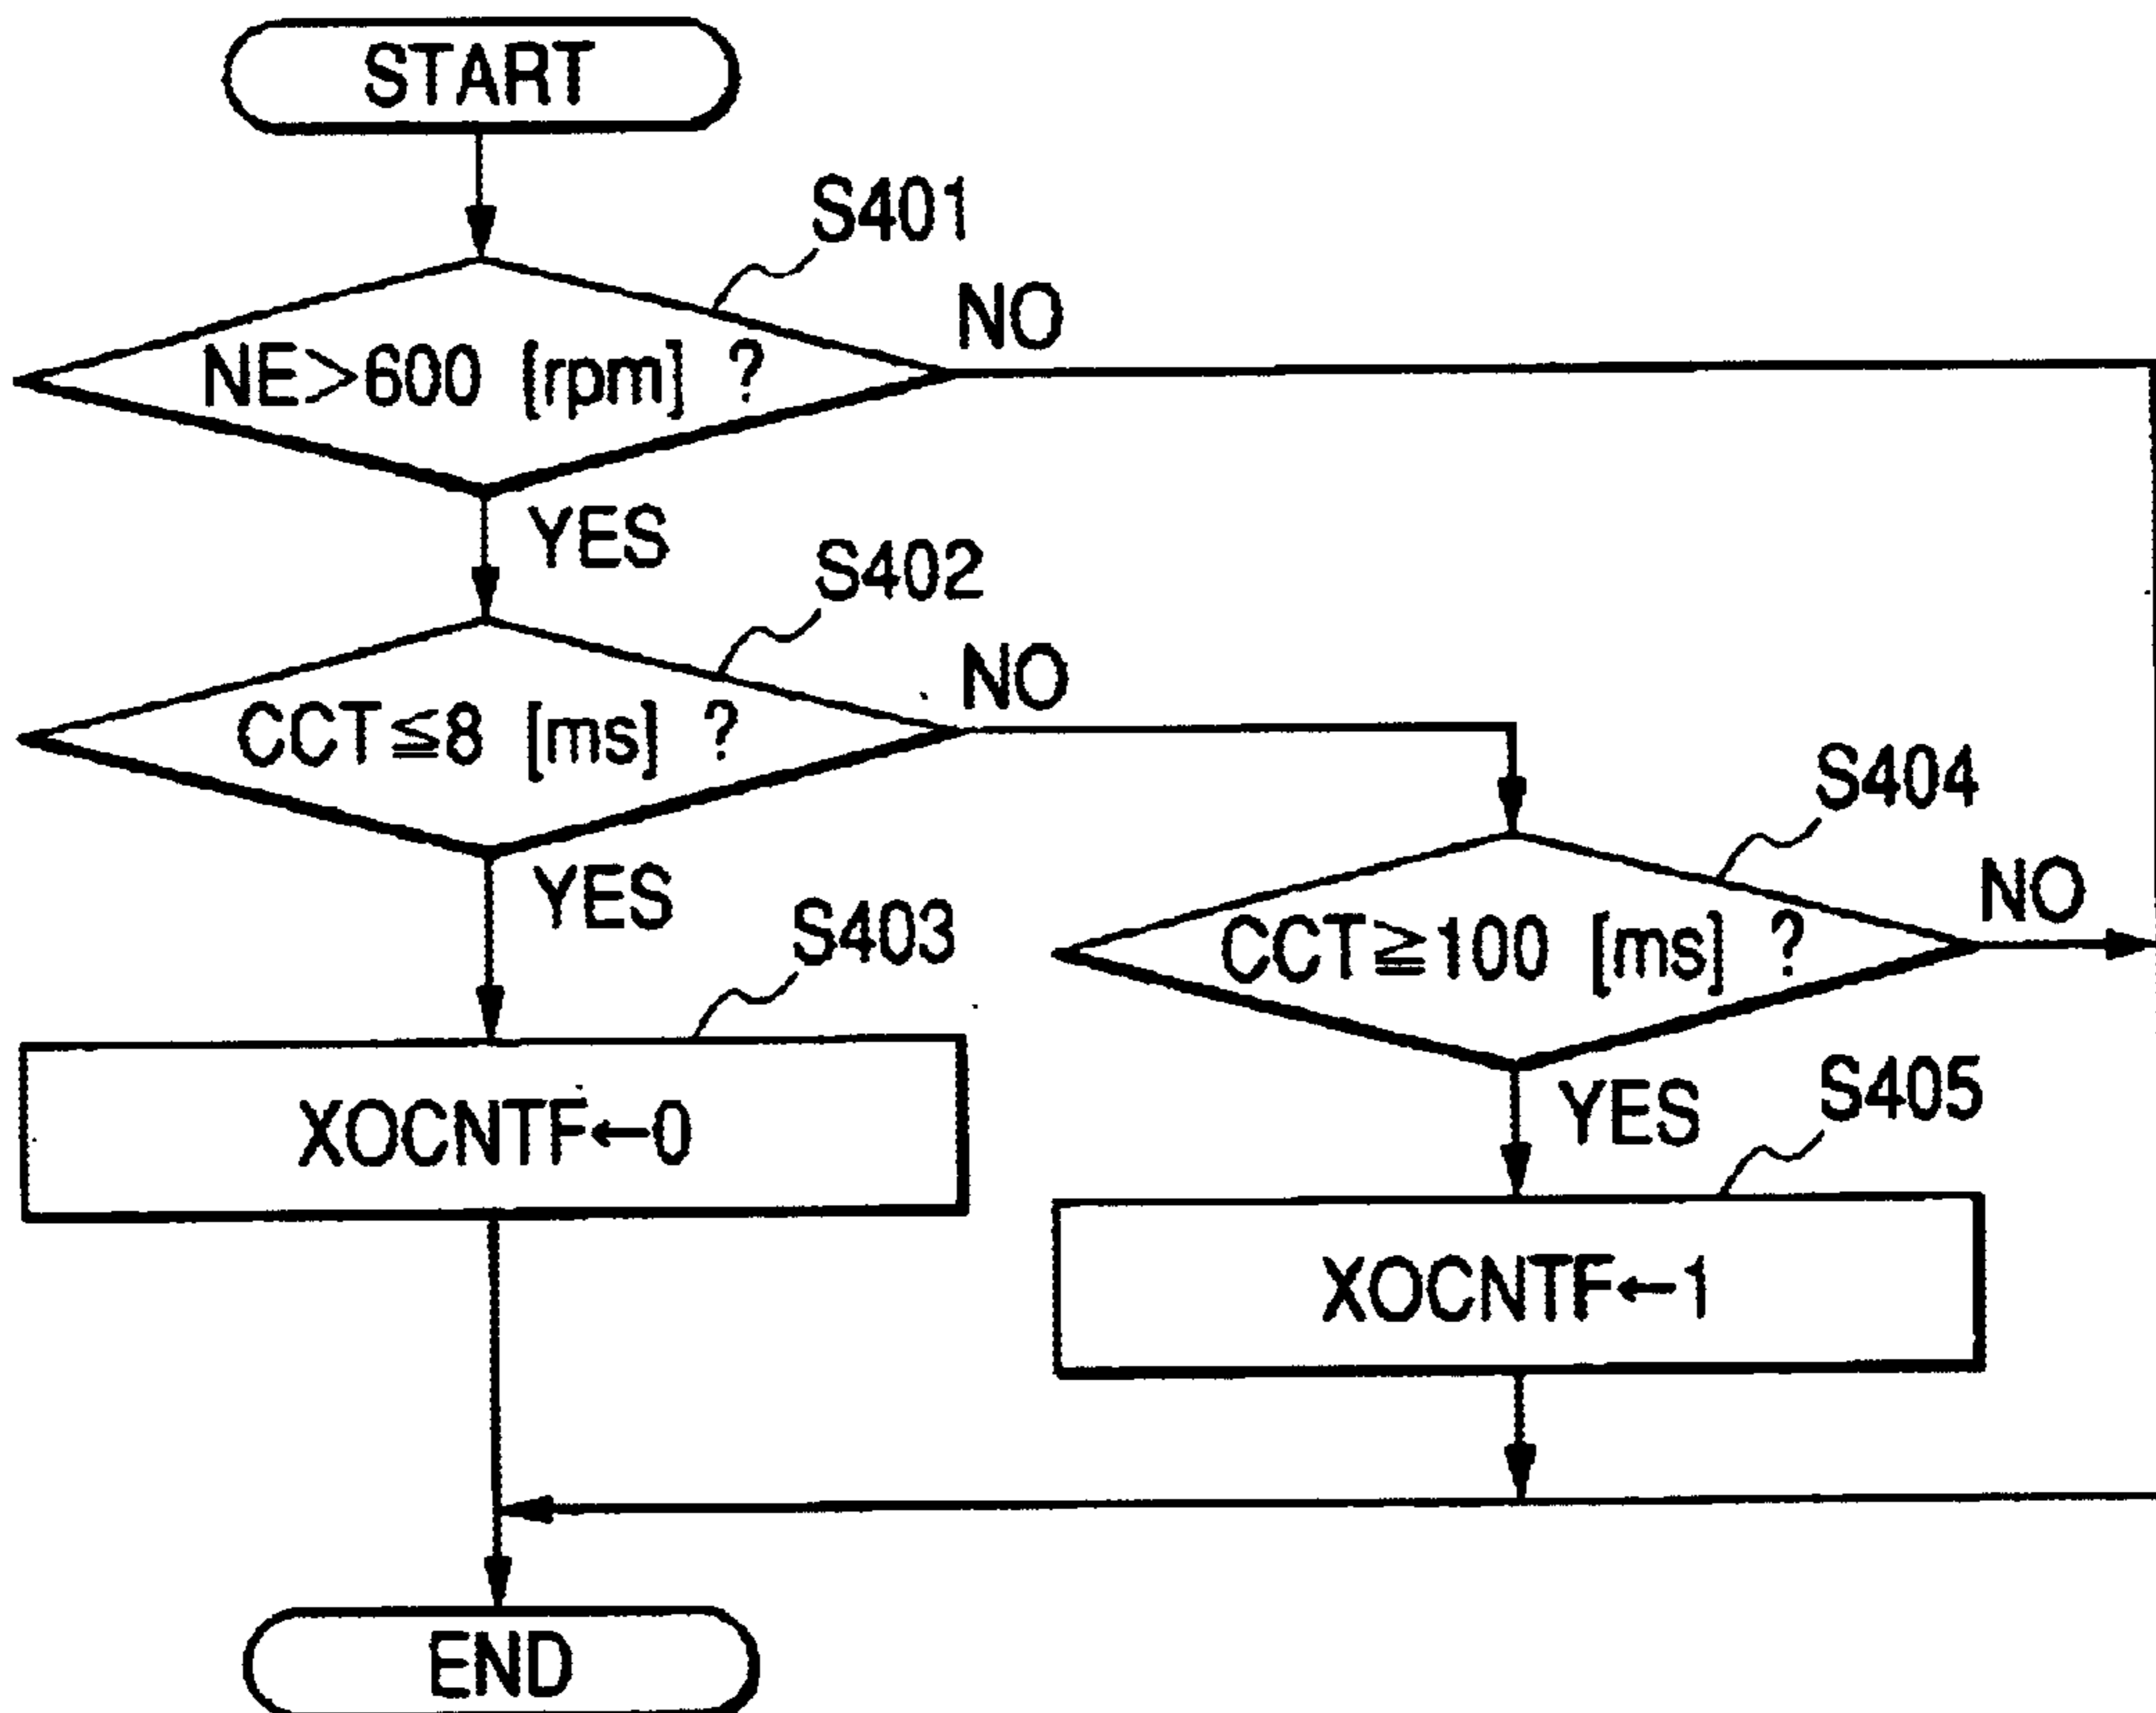 START
S401
NO
NE>600 [rpm] ?
YES
S402
NO
CCT≦8 [ms] ?
S404
YES
NO
S403
CCT≧100 [ms] ?
S405
YES
XOCNTF←0
XOCNTF←1
END